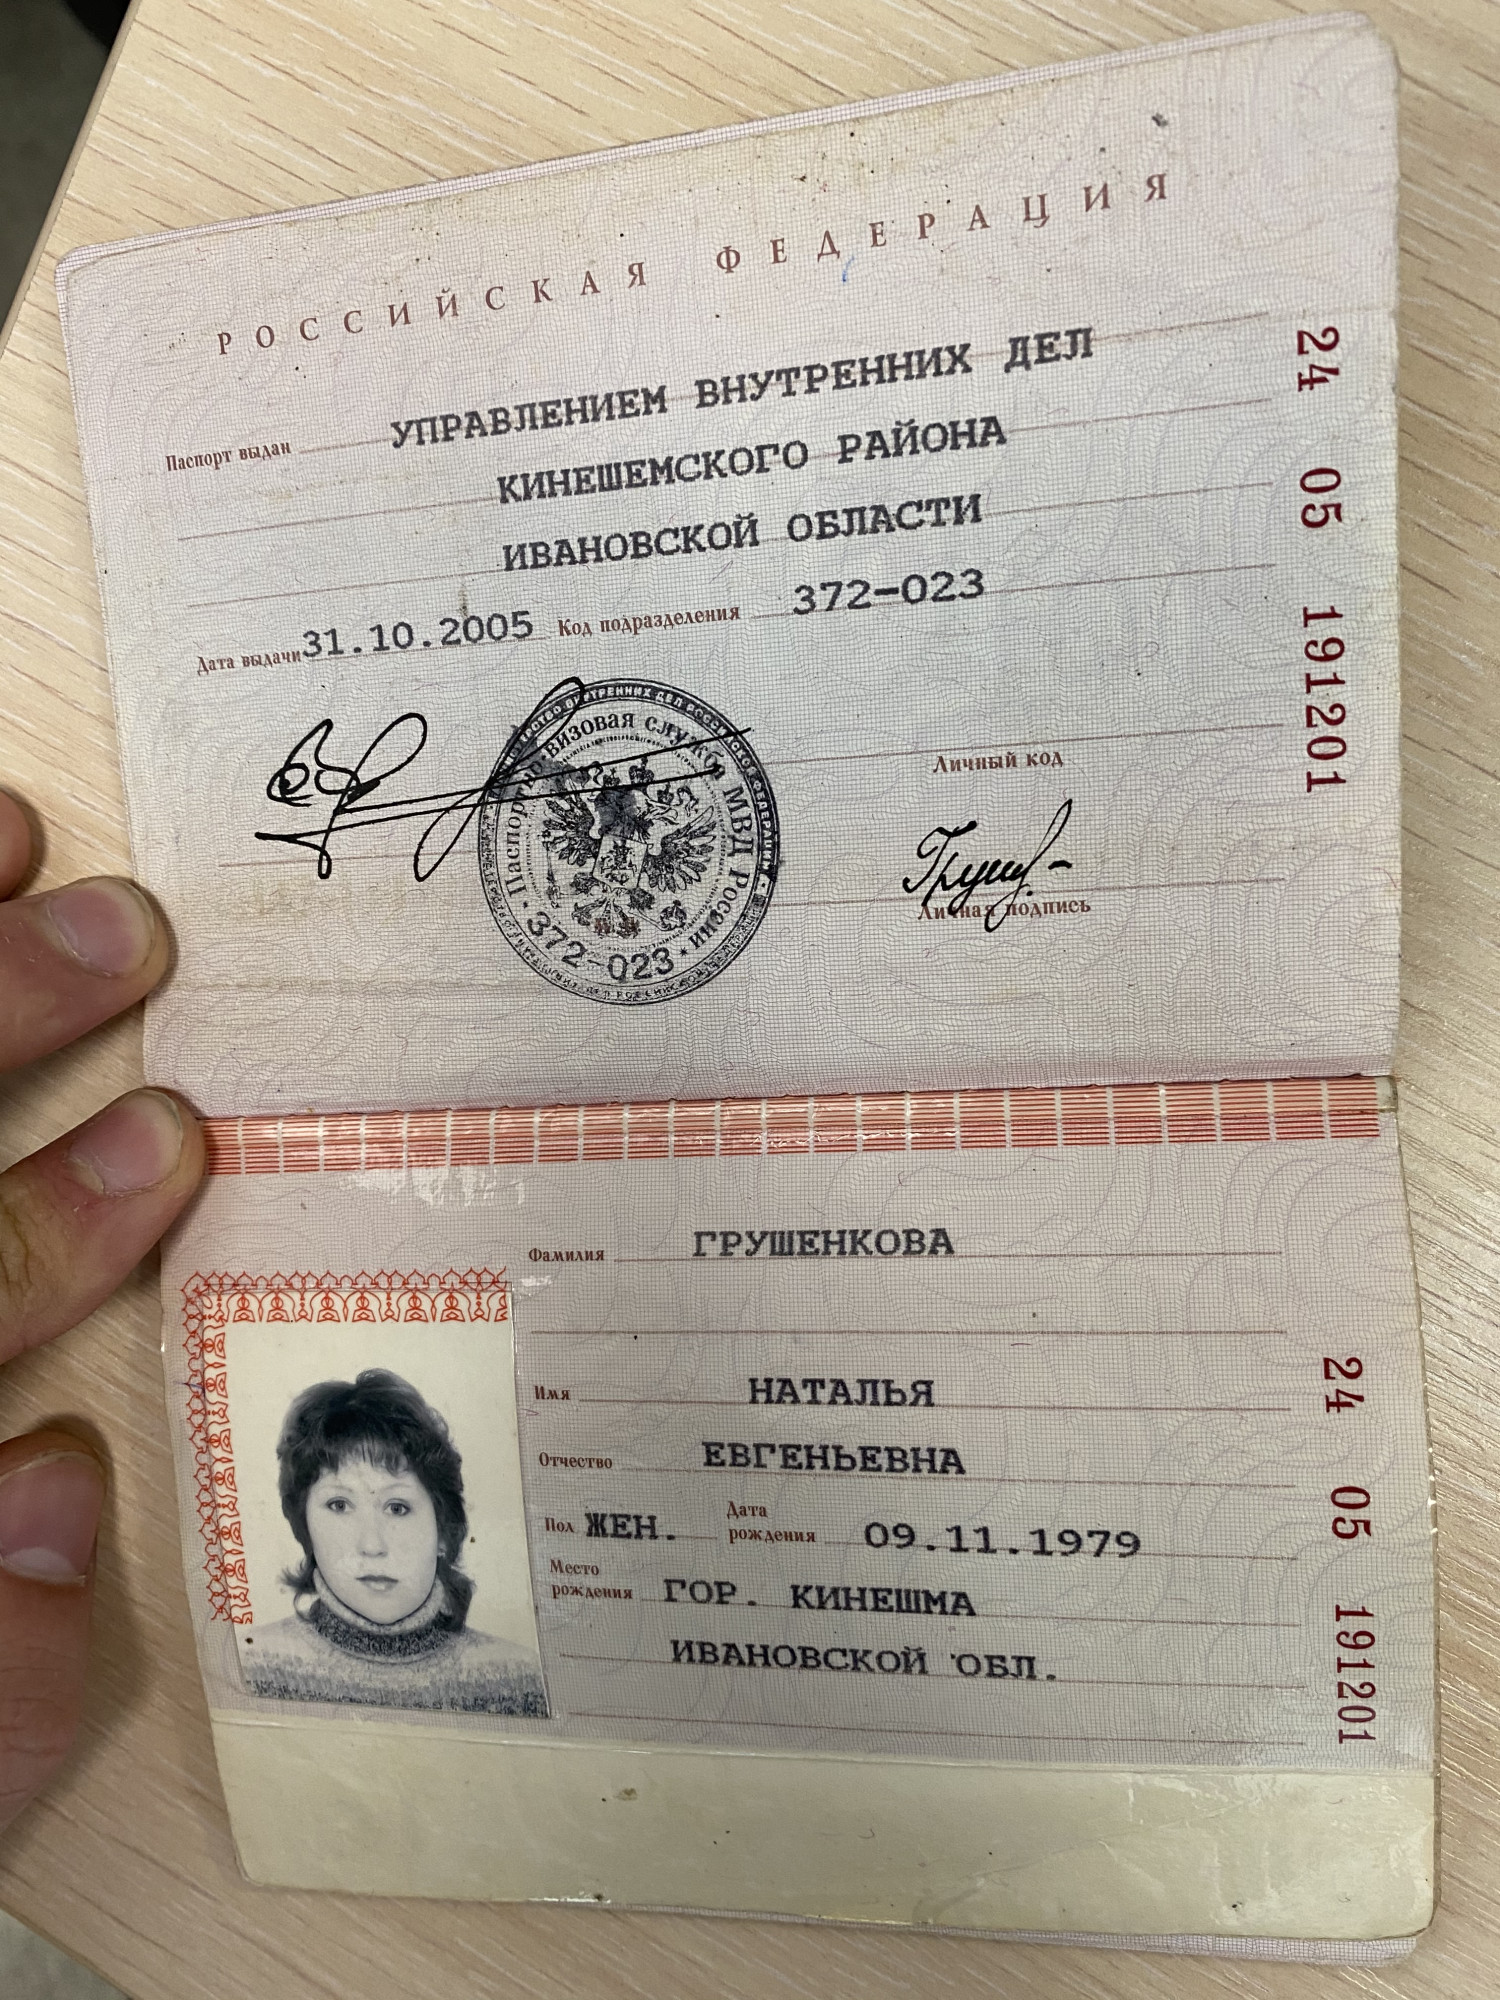 РОССИЙСКАЯ ФЕДЕРАЦИЯ
Паспорт выдан УПРАВЛЕНИЕМ ВНУТРЕННИХ ДЕЛ
КИНЕШЕМСКОГО РАЙОНА
ИВАНОВСКОЙ ОБЛАСТИ
Дата выдачи 31.10.2005 Код подразделения 372-023
Паспортно-визовая служба МВД России
372-023
Личный код
Личная подпись
24 05 191201
Фамилия ГРУШЕНКОВА
Имя НАТАЛЬЯ
Отчество ЕВГЕНЬЕВНА
Пол ЖЕН. Дата рождения 09.11.1979
Место рождения ГОР. КИНЕШМА
ИВАНОВСКОЙ ОБЛ.
24 05 191201